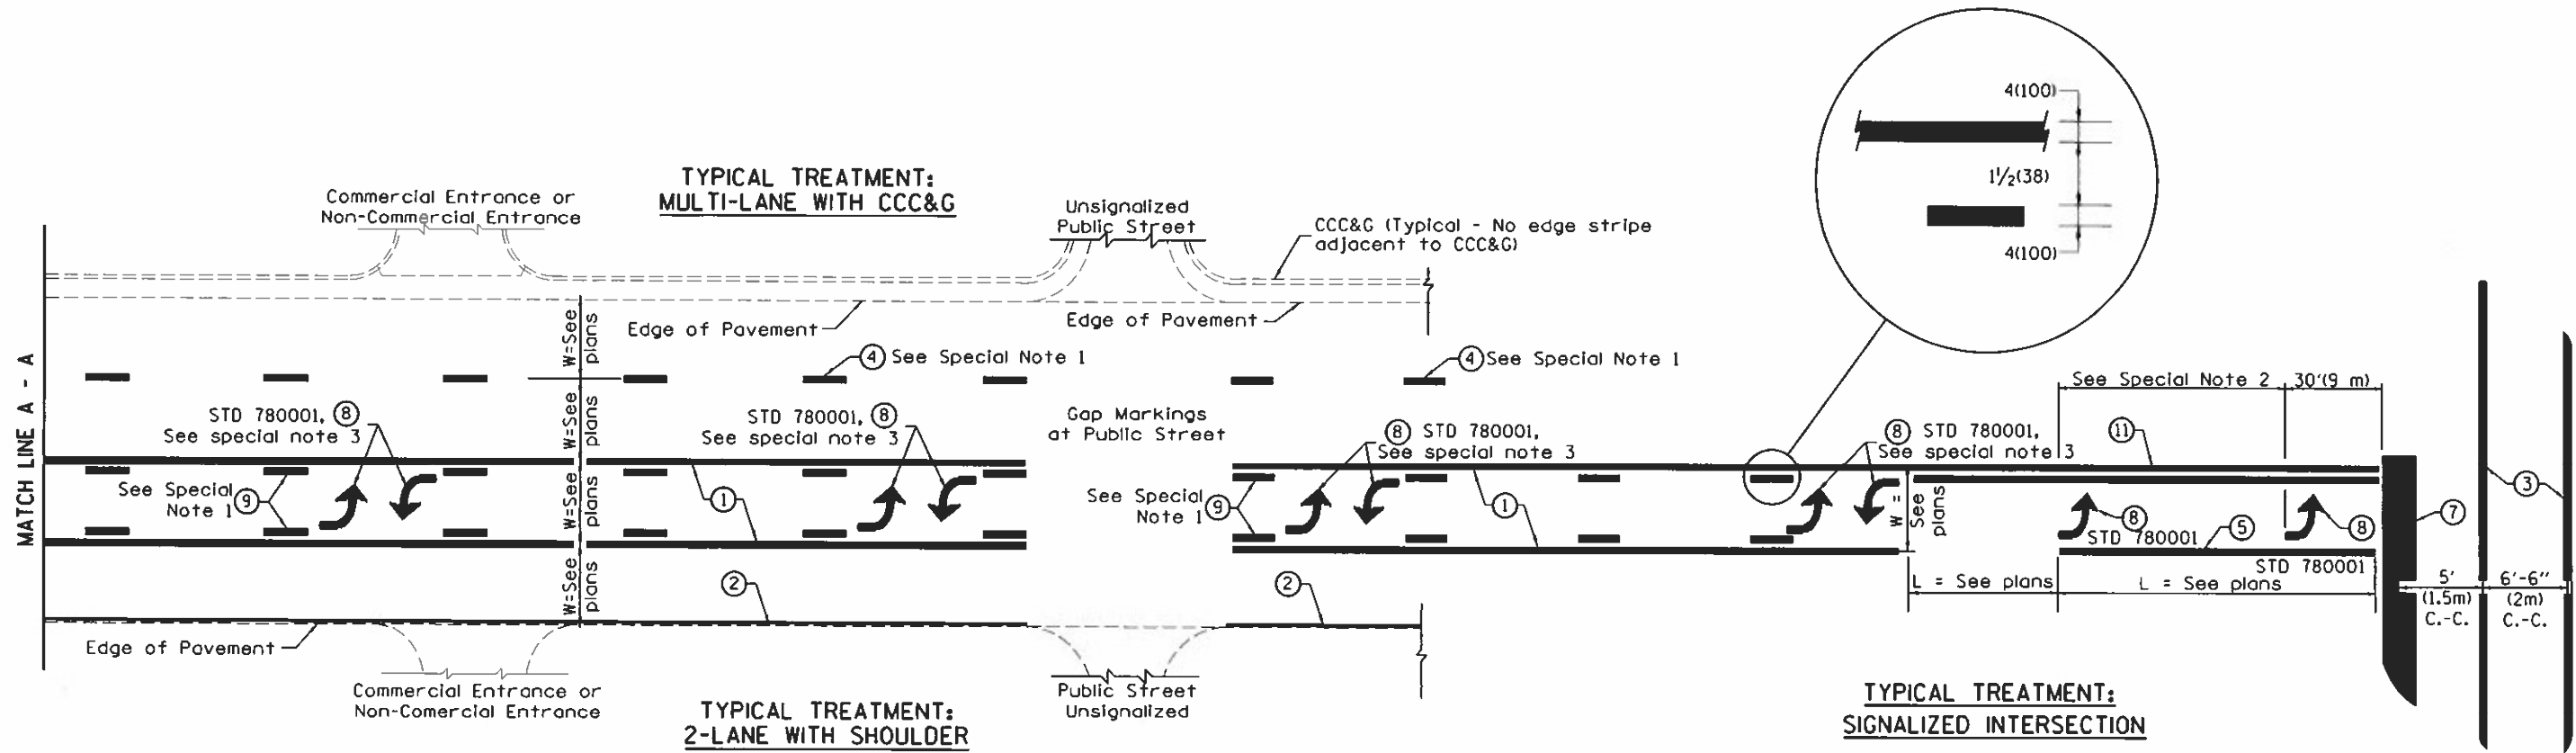 TYPICAL TREATMENT:
MULTI-LANE WITH CCC&G
Commercial Entrance or
Non-Commercial Entrance
Unsignalized
Public Street
CCC&G (Typical - No edge stripe
adjacent to CCC&G)
4(100)
1½(38)
4(100)
MATCH LINE A - A
W=See
plans
Edge of Pavement
Edge of Pavement
4 See Special Note 1
4 See Special Note 1
W=See
plans
STD 780001, 8
See special note 3
STD 780001, 8
See special note 3
Gap Markings
at Public Street
8 STD 780001,
See special note 3
8 STD 780001,
See special note 3
See Special Note 2
30'(9 m)
11
See Special
Note 1 9
W=See
plans
1
See Special
Note 1 9
1
W =
See
plans
8
STD 780001
5
8
STD 780001
7
3
W=See
plans
2
2
L = See plans
L = See plans
5'
(1.5m)
C.-C.
6'-6"
(2m)
C.-C.
Edge of Pavement
Commercial Entrance or
Non-Comercial Entrance
Public Street
Unsignalized
TYPICAL TREATMENT:
2-LANE WITH SHOULDER
TYPICAL TREATMENT:
SIGNALIZED INTERSECTION